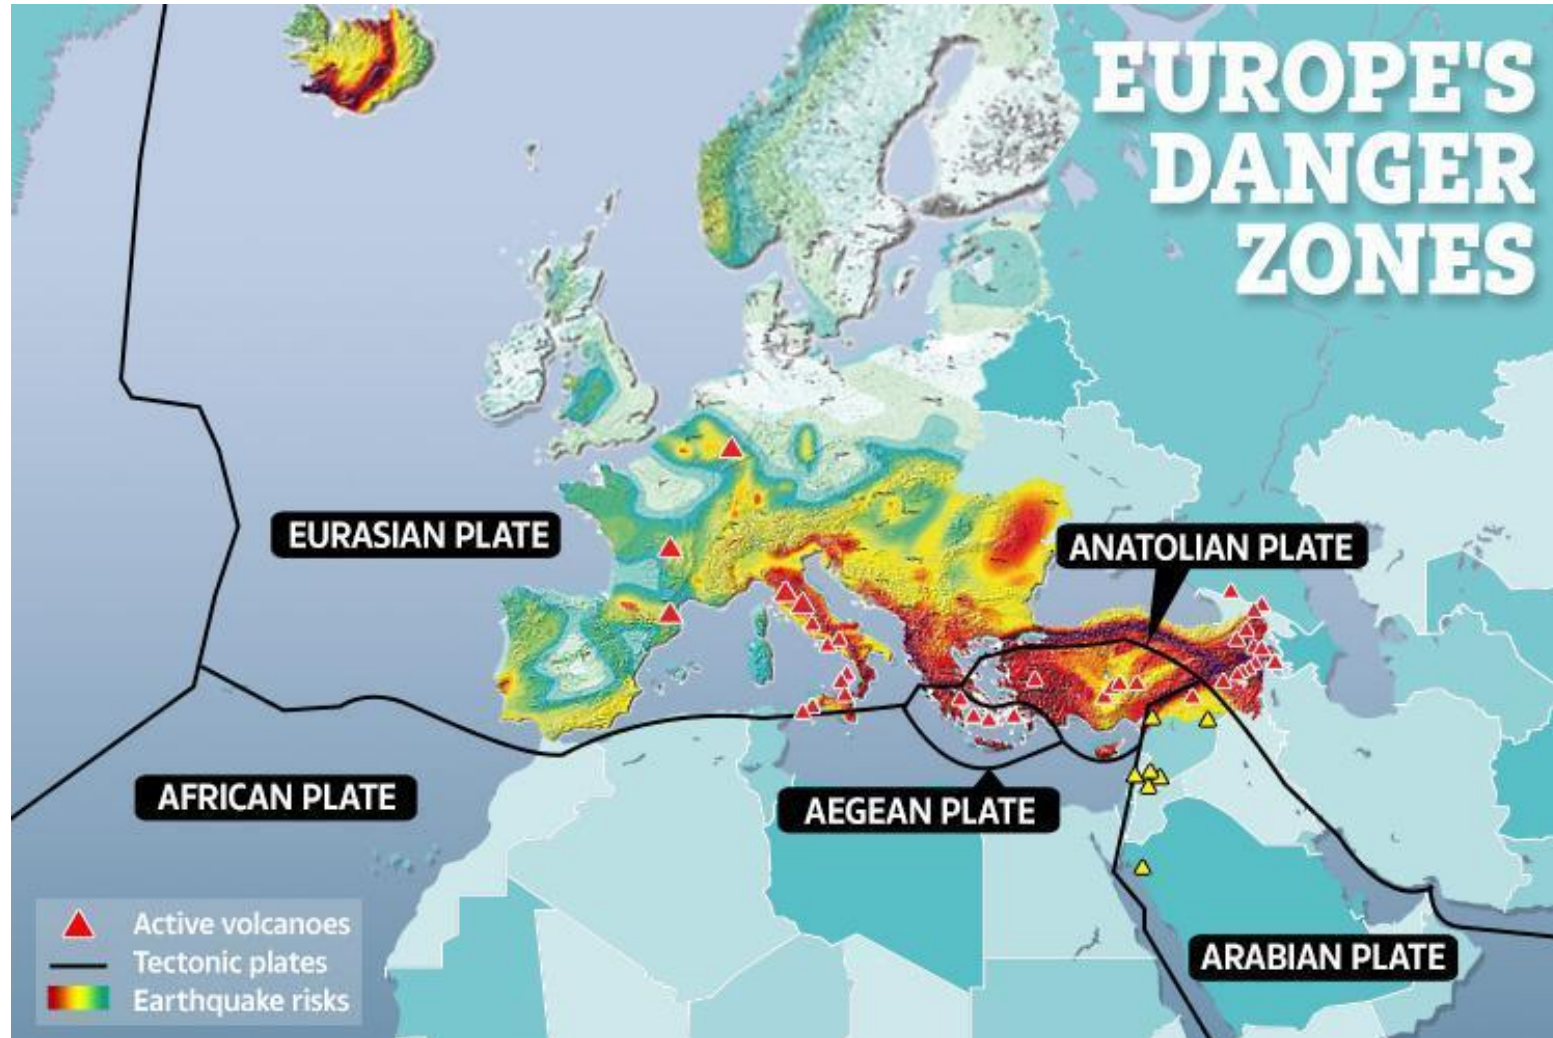 EUROPE'S
DANGER
ZONES
EURASIAN PLATE
ANATOLIAN PLATE
AFRICAN PLATE
AEGEAN PLATE
ARABIAN PLATE
Active volcanoes
Tectonic plates
Earthquake risks